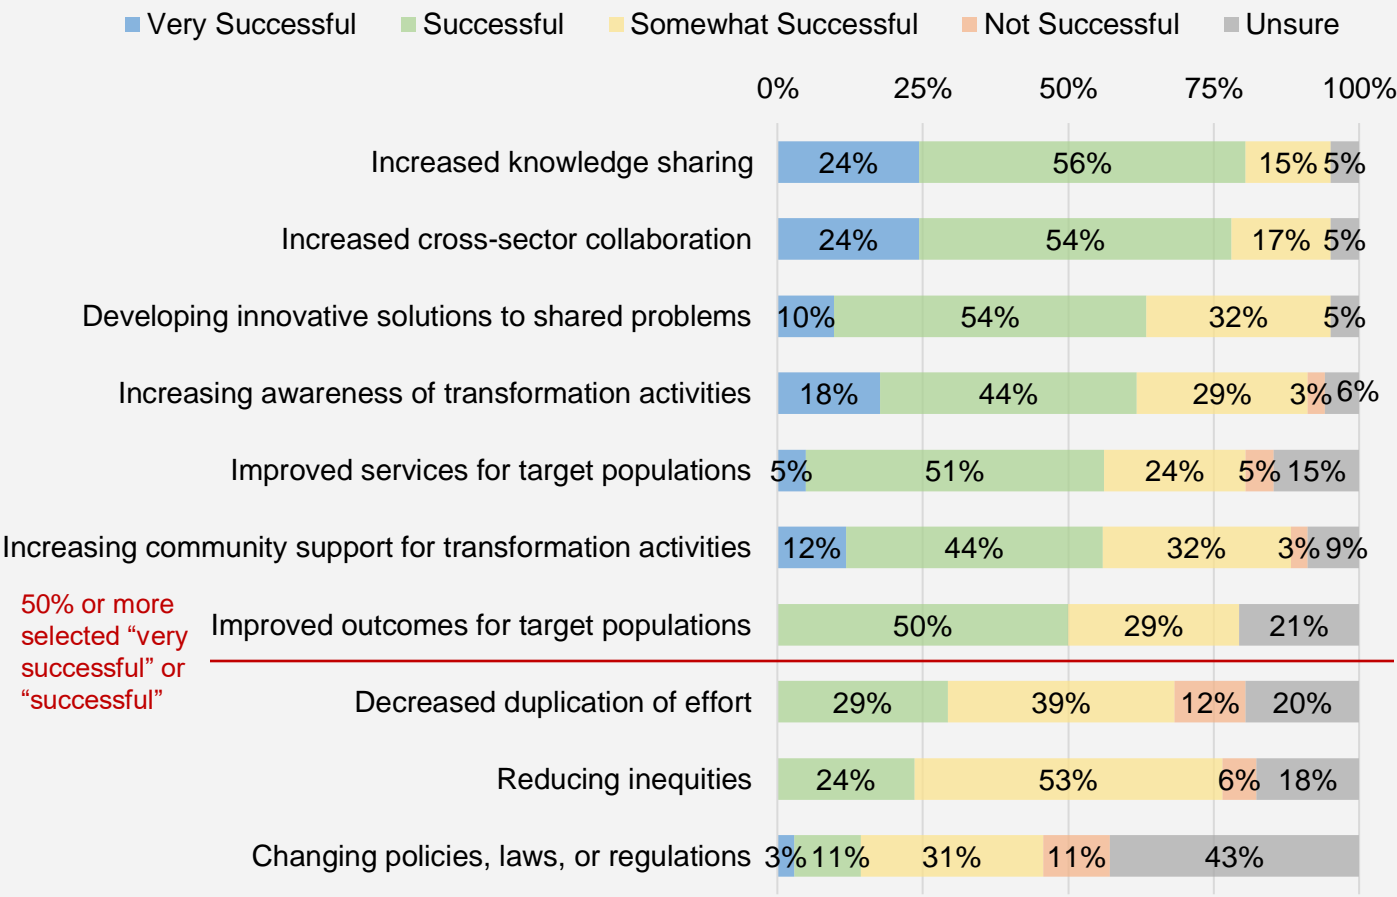 Very Successful Successful Somewhat Successful Not Successful Unsure
0% 25% 50% 75% 100%
Increased knowledge sharing 24% 56% 15% 5%
Increased cross-sector collaboration 24% 54% 17% 5%
Developing innovative solutions to shared problems 10% 54% 32% 5%
Increasing awareness of transformation activities 18% 44% 29% 3% 6%
Improved services for target populations 5% 51% 24% 5% 15%
Increasing community support for transformation activities 12% 44% 32% 3% 9%
50% or more
selected “very
successful” or
“successful”
Improved outcomes for target populations 50% 29% 21%
Decreased duplication of effort 29% 39% 12% 20%
Reducing inequities 24% 53% 6% 18%
Changing policies, laws, or regulations 3% 11% 31% 11% 43%